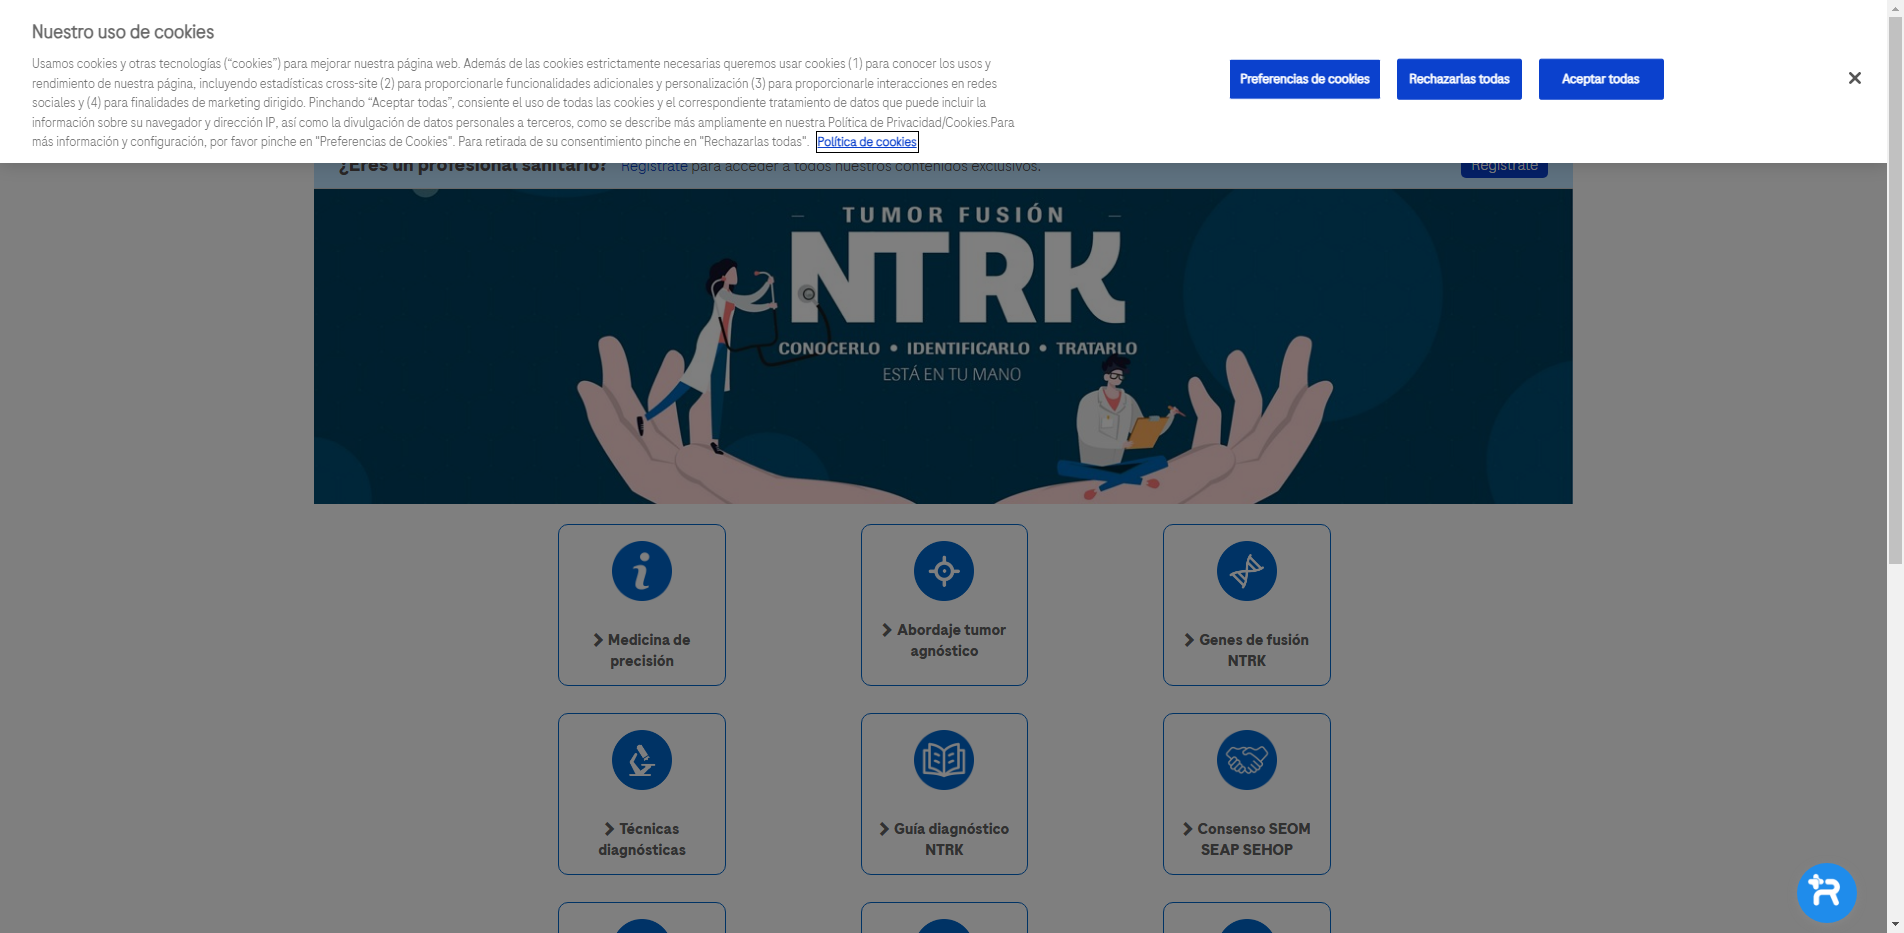 Nuestro uso de cookies
Usamos cookies y otras tecnologías (“cookies”) para mejorar nuestra página web. Además de las cookies estrictamente necesarias queremos usar cookies (1) para conocer los usos y
rendimiento de nuestra página, incluyendo estadísticas cross-site (2) para proporcionarle funcionalidades adicionales y personalización (3) para proporcionarle interacciones en redes
sociales y (4) para finalidades de marketing dirigido. Pinchando “Aceptar todas”, consiente el uso de todas las cookies y el correspondiente tratamiento de datos que puede incluir la
información sobre su navegador y dirección IP, así como la divulgación de datos personales a terceros, como se describe más ampliamente en nuestra Política de Privacidad/Cookies.Para
más información y configuración, por favor pinche en "Preferencias de Cookies". Para retirada de su consentimiento pinche en "Rechazarlas todas". Política de cookies
Preferencias de cookies
Rechazarlas todas
Aceptar todas
¿Eres un profesional sanitario? Regístrate para acceder a todos nuestros contenidos exclusivos.
Regístrate
TUMOR FUSIÓN
NTRK
CONOCERLO • IDENTIFICARLO • TRATARLO
ESTÁ EN TU MANO
Medicina de
precisión
Abordaje tumor
agnóstico
Genes de fusión
NTRK
Técnicas
diagnósticas
Guía diagnóstico
NTRK
Consenso SEOM
SEAP SEHOP